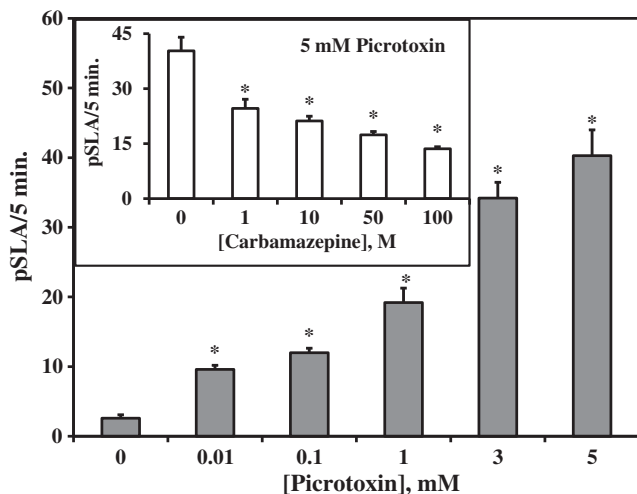 60
50
40
30
20
10
0
pSLA/5 min.
45
30
15
0
pSLA/5 min.
5 mM Picrotoxin
* * * *
0 1 10 50 100
[Carbamazepine], M
* * * * *
0 0.01 0.1 1 3 5
[Picrotoxin], mM